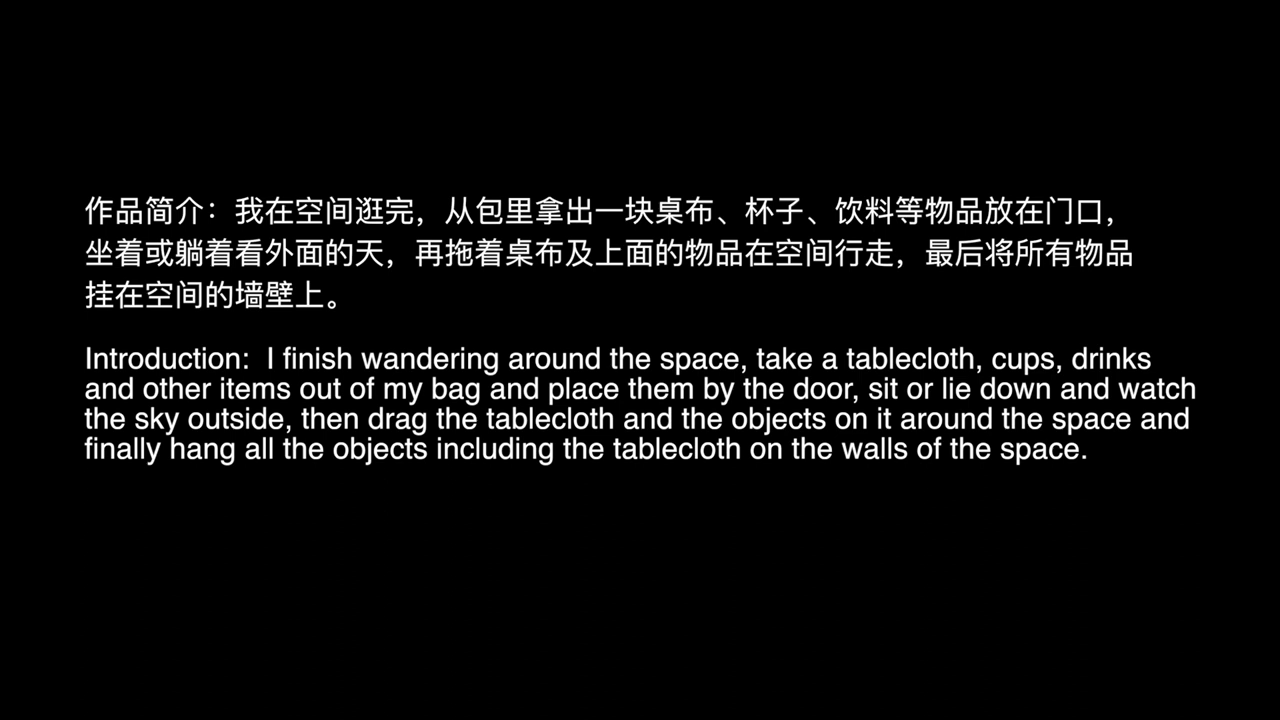 作品简介：我在空间逛完，从包里拿出一块桌布、杯子、饮料等物品放在门口，
坐着或躺着看外面的天，再拖着桌布及上面的物品在空间行走，最后将所有物品
挂在空间的墙壁上。
Introduction:  I finish wandering around the space, take a tablecloth, cups, drinks
and other items out of my bag and place them by the door, sit or lie down and watch
the sky outside, then drag the tablecloth and the objects on it around the space and
finally hang all the objects including the tablecloth on the walls of the space.